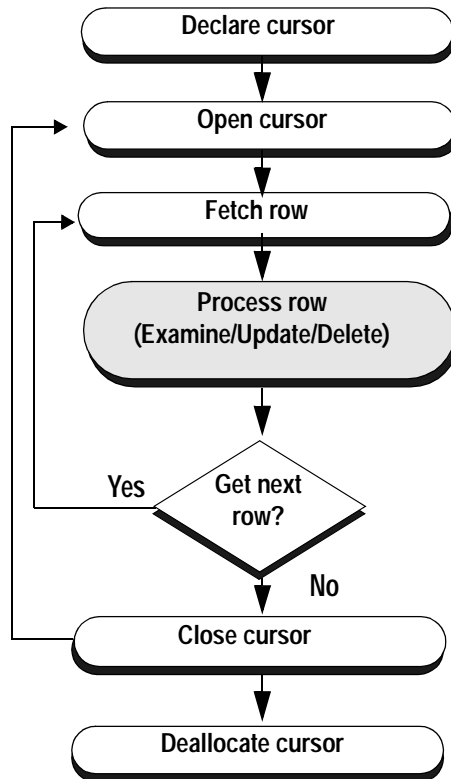 Declare cursor
Open cursor
Fetch row
Process row
(Examine/Update/Delete)
Yes
Get next
row?
No
Close cursor
Deallocate cursor